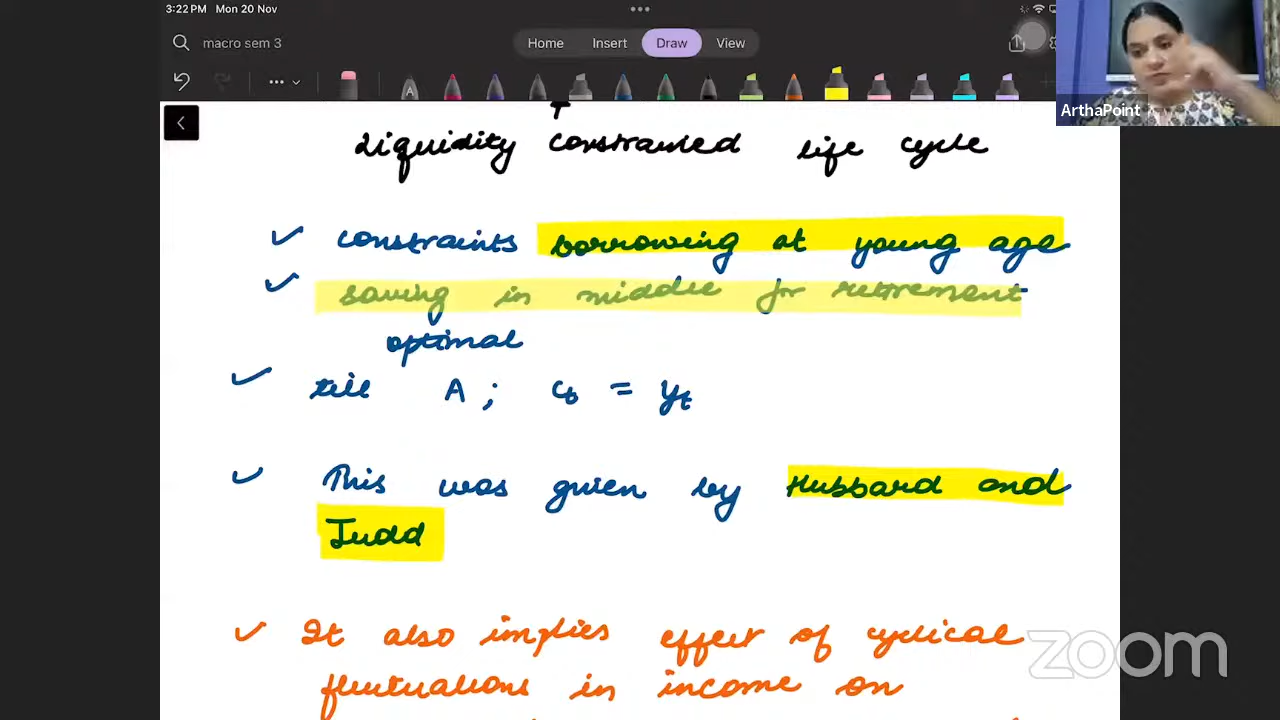 3:22 PM Mon 20 Nov
macro sem 3
Home Insert Draw View
ArthaPoint
liquidity constrained life cycle
constraints borrowing at young age
saving in middle for retirement
optimal
till A ; ct = yt
This was given by Hubbard and
Judd
It also implies effect of cyclical
fluctuations in income on
zoom